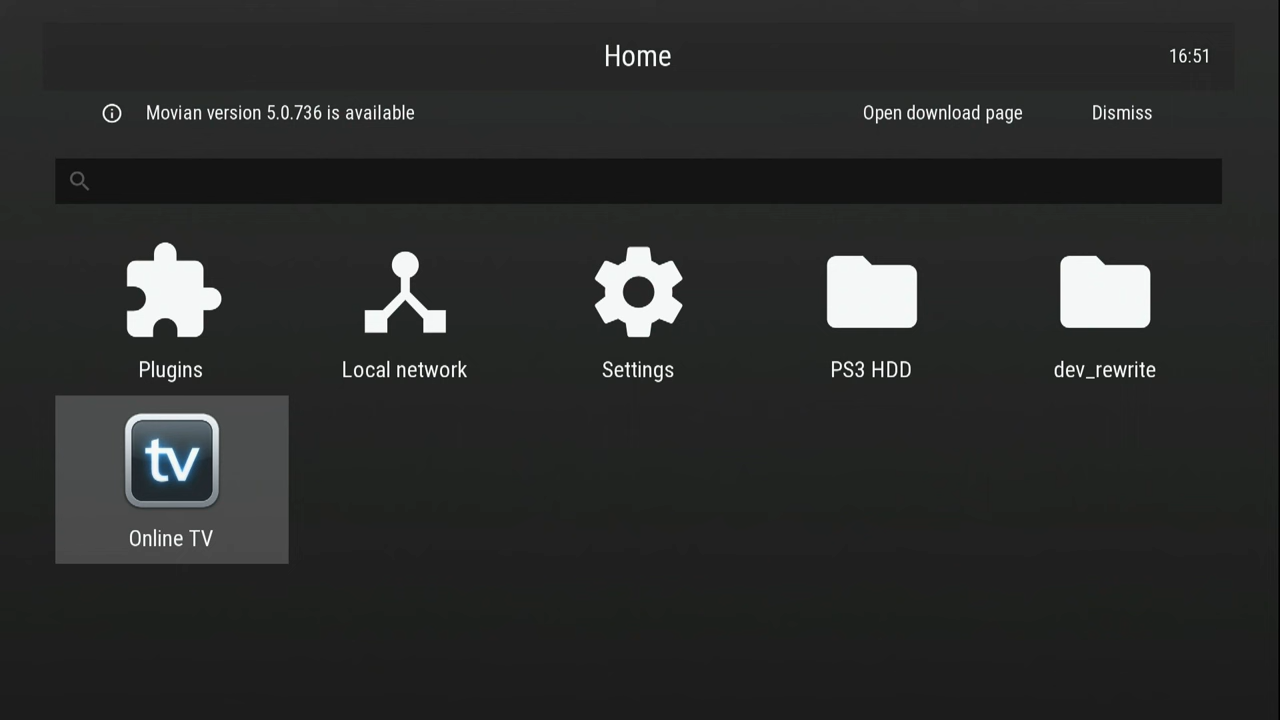 Home
16:51
Movian version 5.0.736 is available
Open download page
Dismiss
Plugins
Local network
Settings
PS3 HDD
dev_rewrite
tv
Online TV